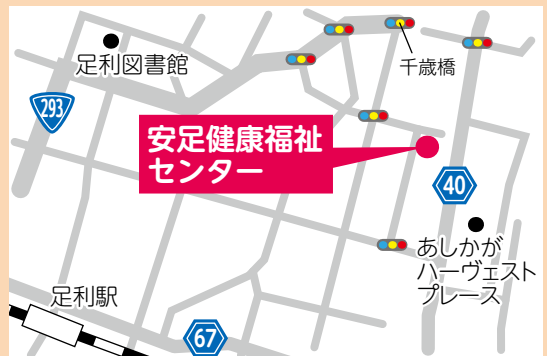 足利図書館
千歳橋
293
安足健康福祉
センター
40
あしかが
ハーヴェスト
プレース
足利駅
67